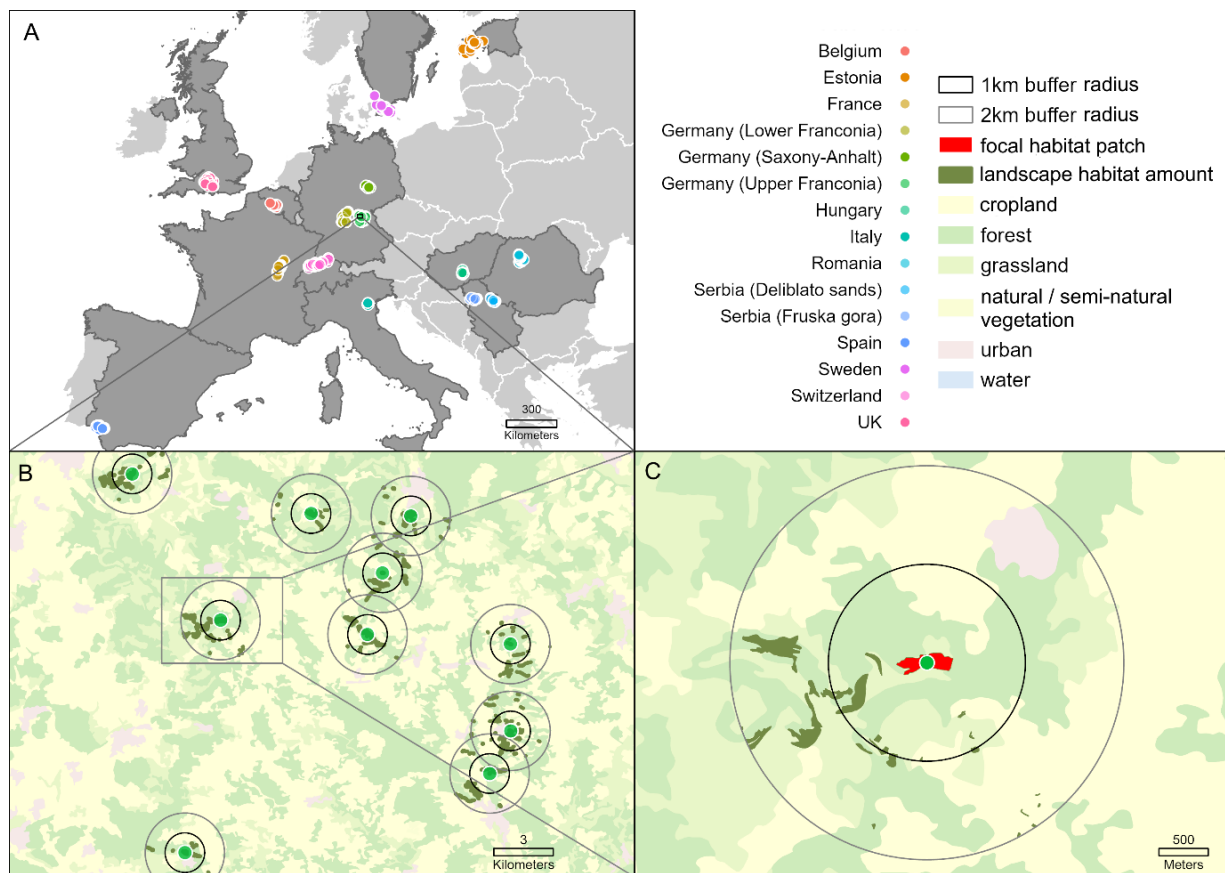 A
300
Kilometers
Belgium
Estonia
France
Germany (Lower Franconia)
Germany (Saxony-Anhalt)
Germany (Upper Franconia)
Hungary
Italy
Romania
Serbia (Deliblato sands)
Serbia (Fruska gora)
Spain
Sweden
Switzerland
UK
1km buffer radius
2km buffer radius
focal habitat patch
landscape habitat amount
cropland
forest
grassland
natural / semi-natural
vegetation
urban
water
B
3
Kilometers
C
500
Meters